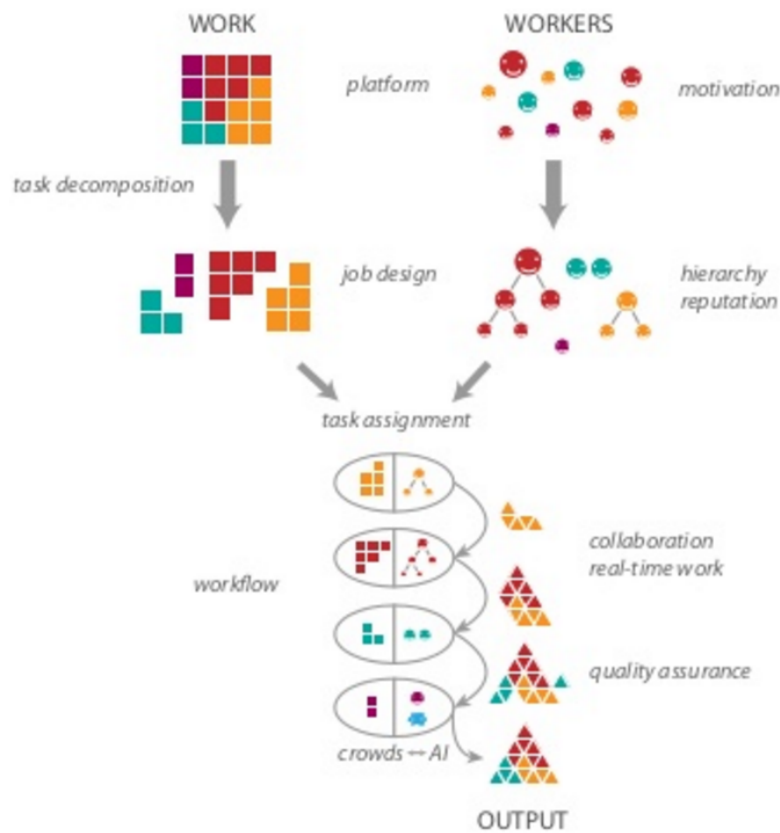 WORK
WORKERS
platform
motivation
task decomposition
job design
hierarchy
reputation
task assignment
workflow
collaboration
real-time work
quality assurance
crowds ↔ AI
OUTPUT